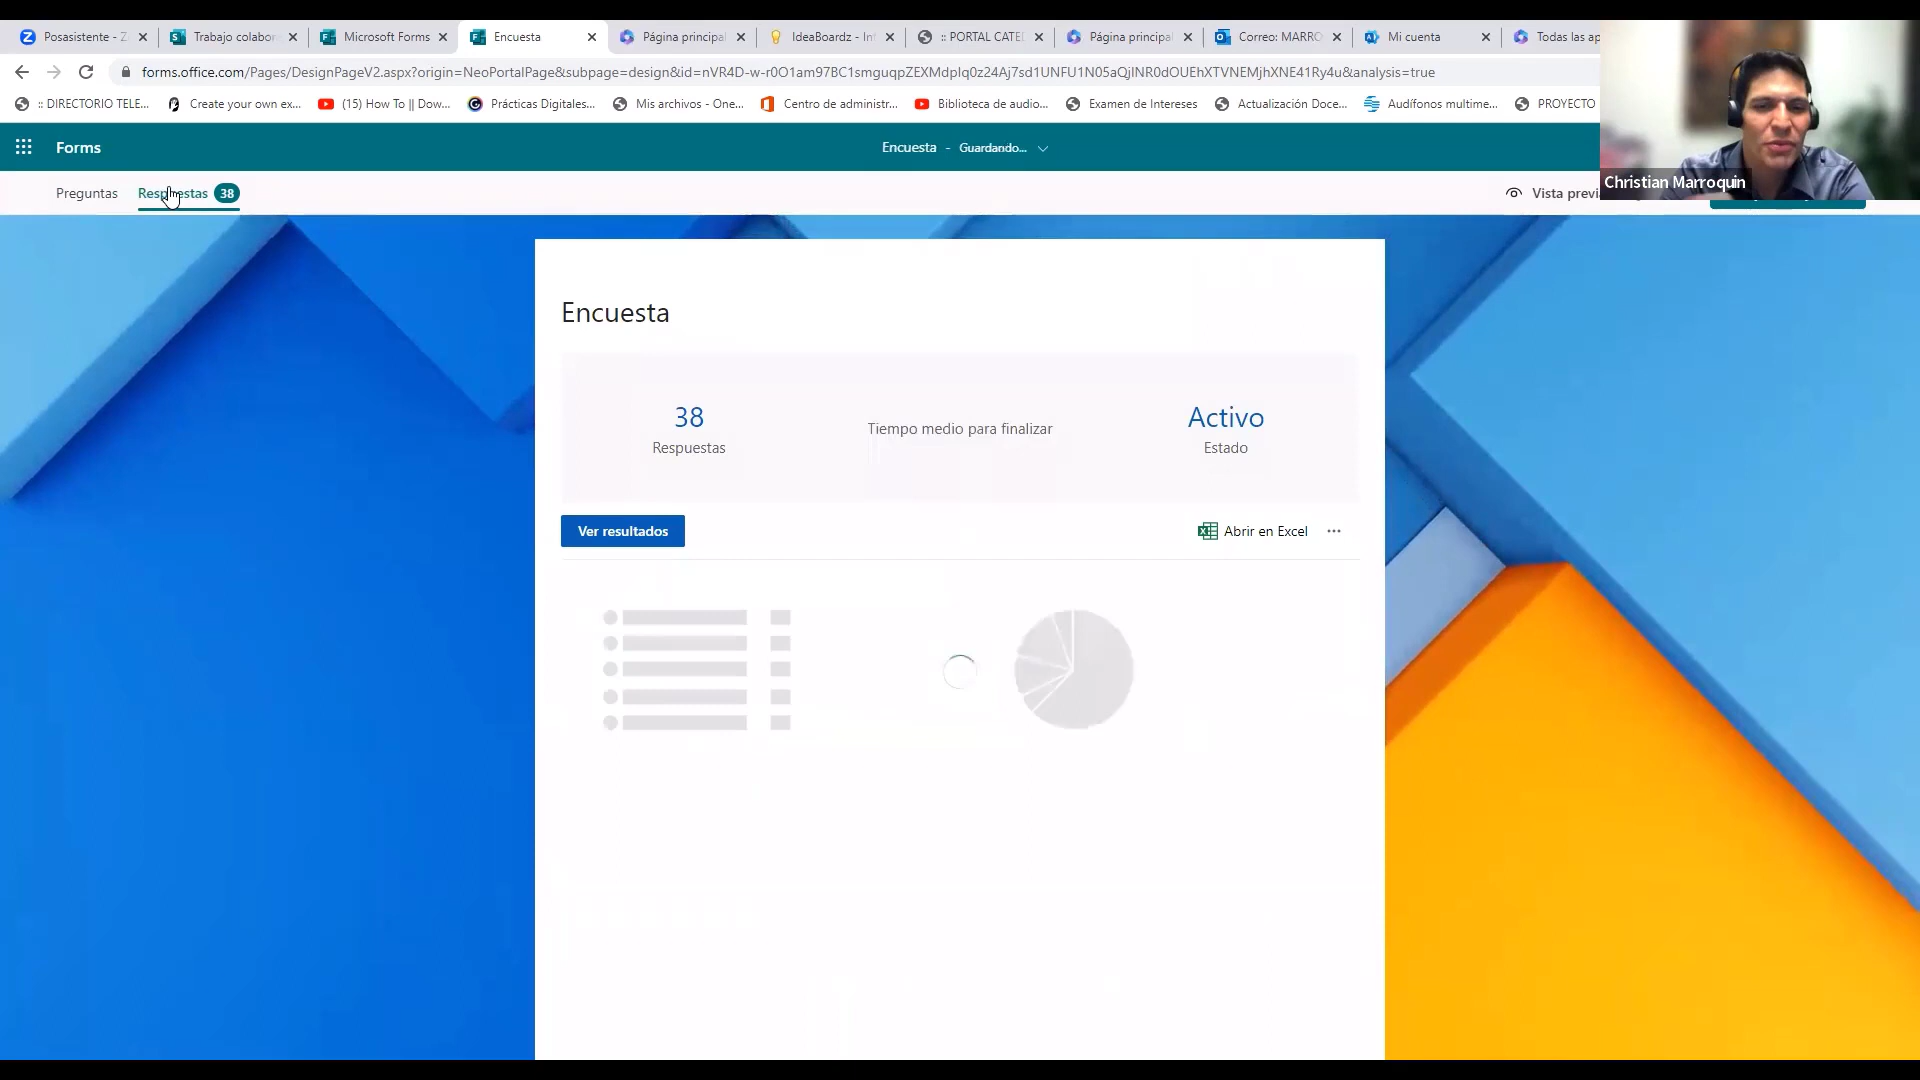 Posasistente - Z
Trabajo colabor
Microsoft Forms
Encuesta
Página principal
IdeaBoardz - In
:: PORTAL CATE
Página principal
Correo: MARRO
Mi cuenta
Todas las ap
forms.office.com/Pages/DesignPageV2.aspx?origin=NeoPortalPage&subpage=design&id=nVR4D-w-r0O1am97BC1smguqpZEXMdpIq0z24Aj7sd1UNFU1N05aQjlNR0dOUEhXTVNEMjhXNE41Ry4u&analysis=true
:: DIRECTORIO TELE...
Create your own ex...
(15) How To || Dow...
Prácticas Digitales...
Mis archivos - One...
Centro de administr...
Biblioteca de audio...
Examen de Intereses
Actualización Doce...
Audífonos multime...
PROYECTO
Forms
Encuesta - Guardando...
Christian Marroquin
Preguntas
Respuestas 38
Vista previ
Encuesta
38
Respuestas
Tiempo medio para finalizar
Activo
Estado
Ver resultados
Abrir en Excel